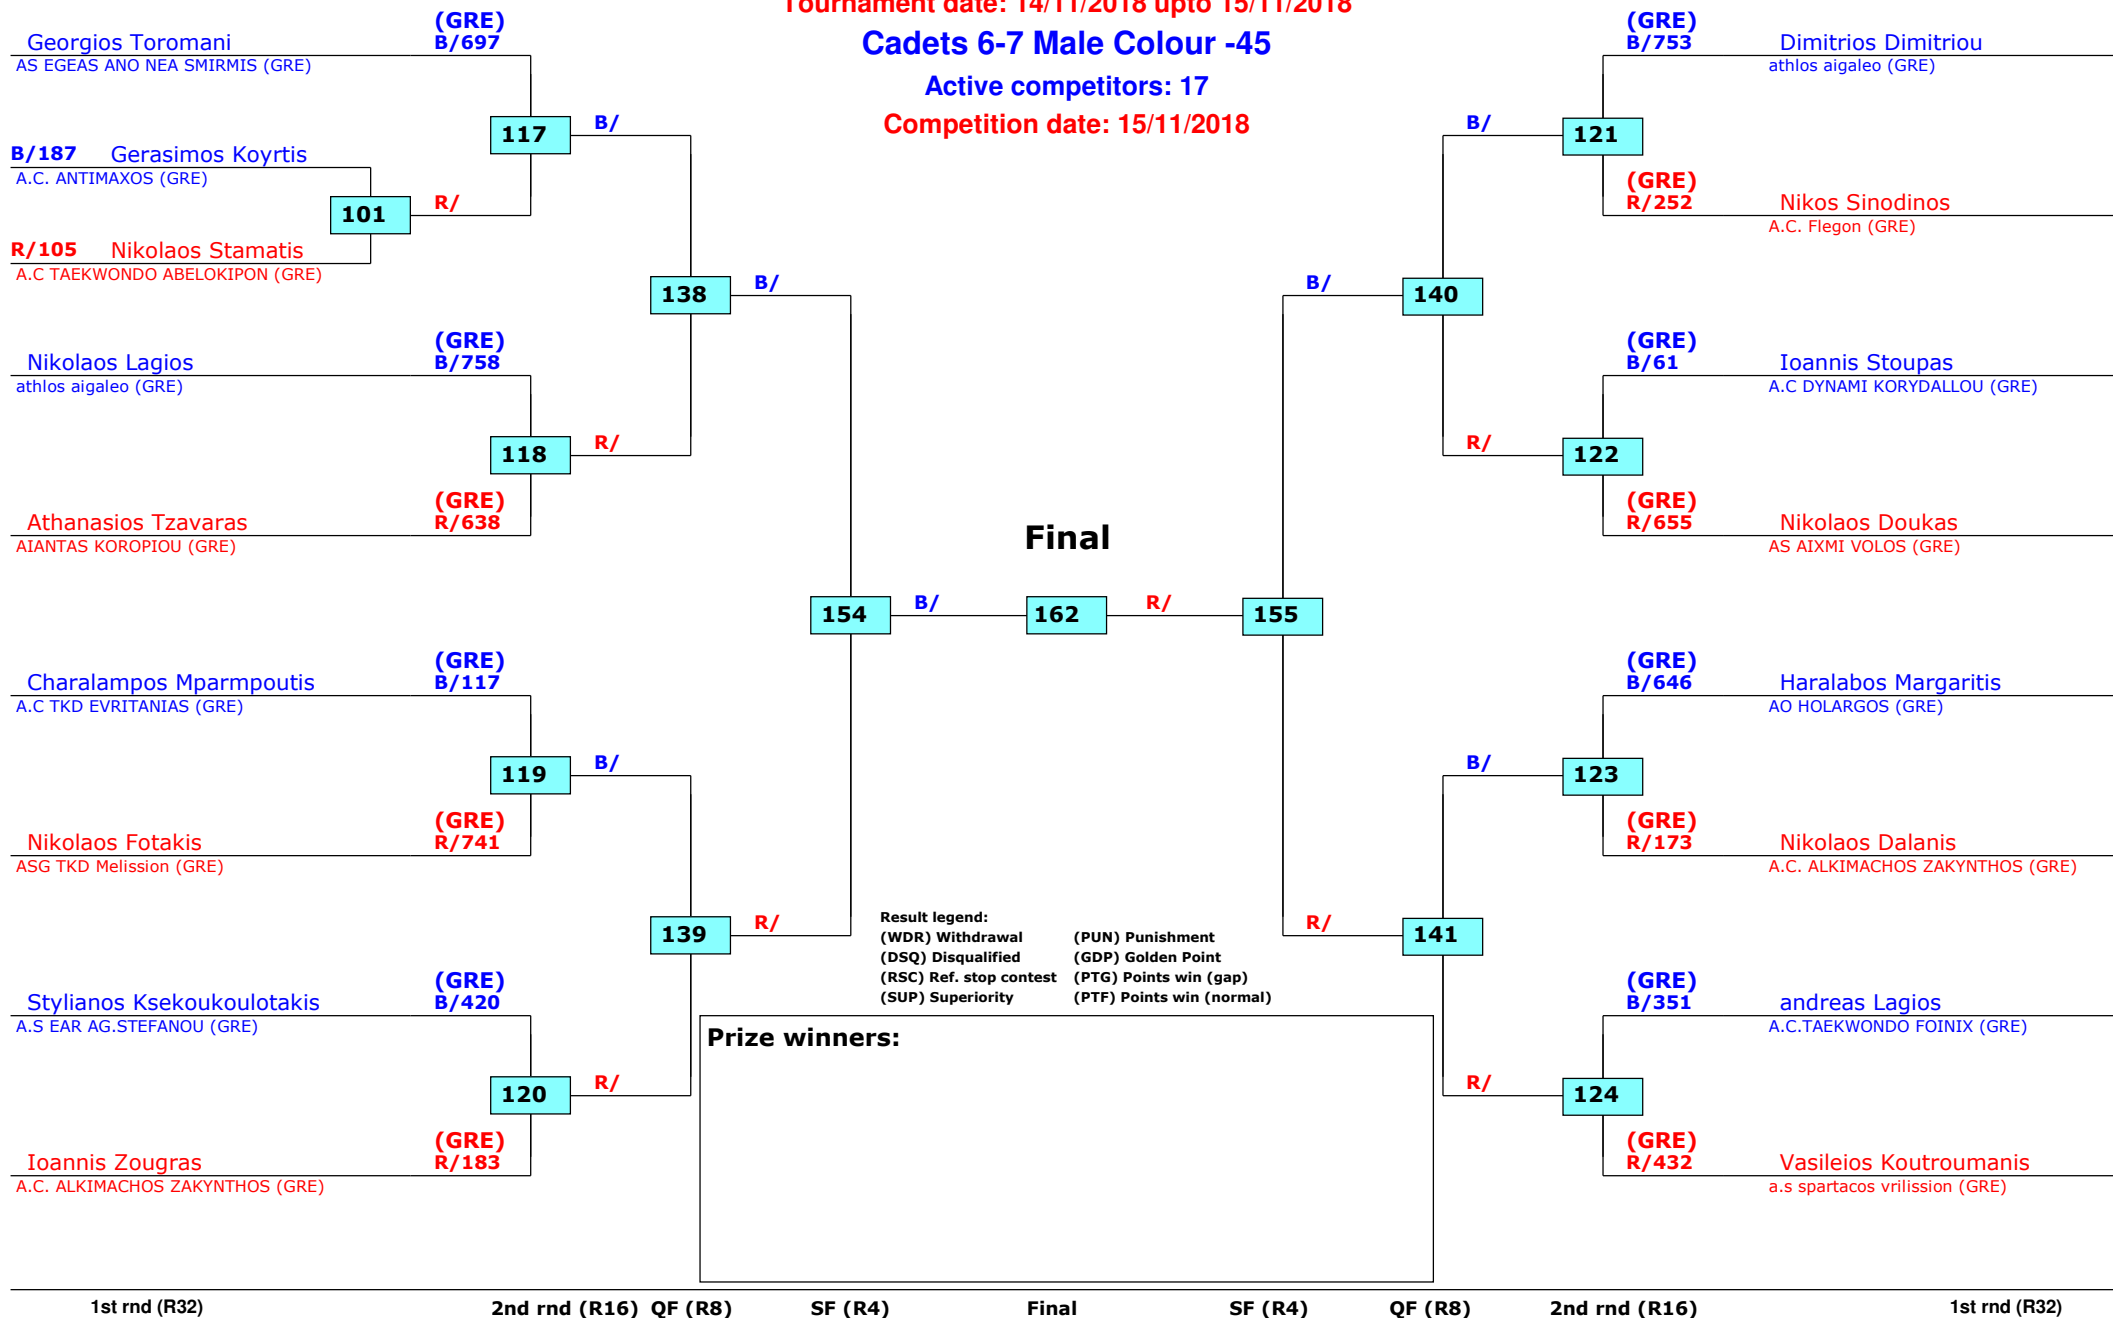 Tournament date: 14/11/2018 upto 15/11/2018
Cadets 6-7 Male Colour -45
Active competitors: 17
Competition date: 15/11/2018
(GRE)
Georgios Toromani B/697
AS EGEAS ANO NEA SMIRMIS (GRE)
117 B/
B/187 Gerasimos Koyrtis
A.C. ANTIMAXOS (GRE)
101 R/
R/105 Nikolaos Stamatis
A.C TAEKWONDO ABELOKIPON (GRE)
138 B/
(GRE)
Nikolaos Lagios B/758
athlos aigaleo (GRE)
118 R/
(GRE)
Athanasios Tzavaras R/638
AIANTAS KOROPIOU (GRE)
154 B/
(GRE)
Charalampos Mparmpoutis B/117
A.C TKD EVRITANIAS (GRE)
119 B/
(GRE)
Nikolaos Fotakis R/741
ASG TKD Melission (GRE)
139 R/
(GRE)
Stylianos Ksekoukoulotakis B/420
A.S EAR AG.STEFANOU (GRE)
120 R/
(GRE)
Ioannis Zougras R/183
A.C. ALKIMACHOS ZAKYNTHOS (GRE)
Final
162
(GRE)
B/753 Dimitrios Dimitriou
athlos aigaleo (GRE)
B/ 121
(GRE)
R/252 Nikos Sinodinos
A.C. Flegon (GRE)
B/ 140
(GRE)
B/61 Ioannis Stoupas
A.C DYNAMI KORYDALLOU (GRE)
R/ 122
(GRE)
R/655 Nikolaos Doukas
AS AIXMI VOLOS (GRE)
R/ 155
(GRE)
B/646 Haralabos Margaritis
AO HOLARGOS (GRE)
B/ 123
(GRE)
R/173 Nikolaos Dalanis
A.C. ALKIMACHOS ZAKYNTHOS (GRE)
R/ 141
(GRE)
B/351 andreas Lagios
A.C.TAEKWONDO FOINIX (GRE)
R/ 124
(GRE)
R/432 Vasileios Koutroumanis
a.s spartacos vrilission (GRE)
Result legend:
(WDR) Withdrawal (PUN) Punishment
(DSQ) Disqualified (GDP) Golden Point
(RSC) Ref. stop contest (PTG) Points win (gap)
(SUP) Superiority (PTF) Points win (normal)
Prize winners:
1st rnd (R32) 2nd rnd (R16) QF (R8) SF (R4) Final SF (R4) QF (R8) 2nd rnd (R16) 1st rnd (R32)